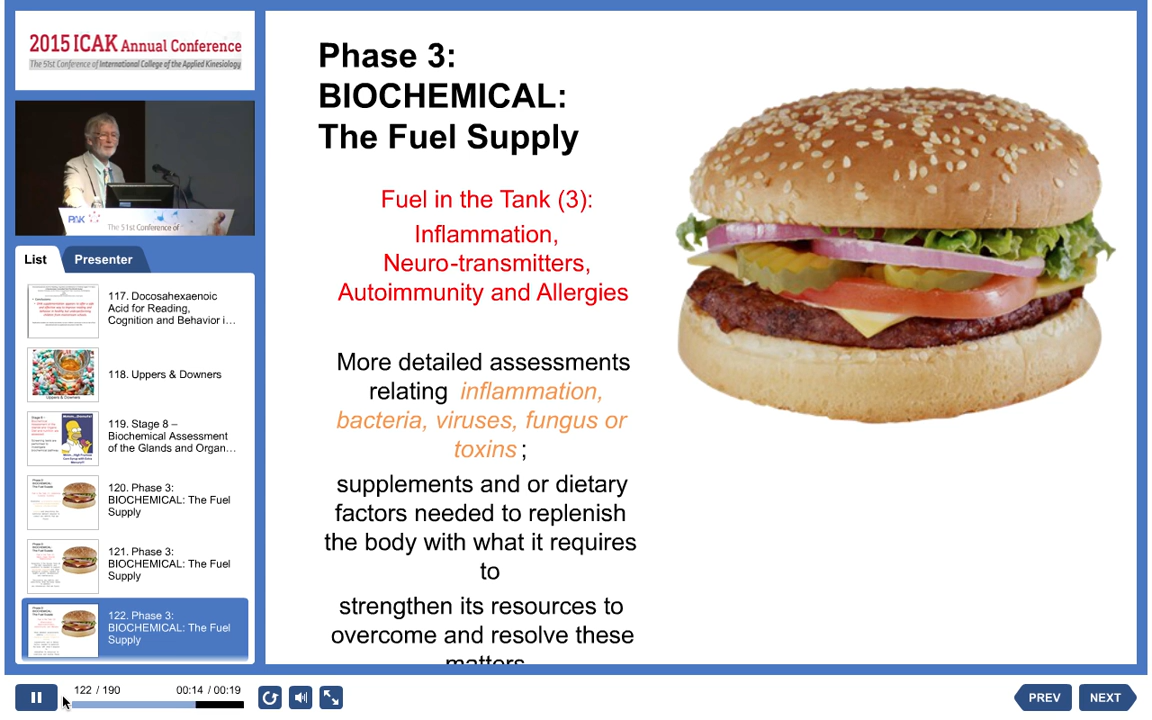 2015 ICAK Annual Conference
The 51st Conference of International College of the Applied Kinesiology
PAK
The 51st Conference of
List
Presenter
117. Docosahexaenoic
Acid for Reading,
Cognition and Behavior i…
Uppers & Downers
118. Uppers & Downers
119. Stage 8 –
Biochemical Assessment
of the Glands and Organ…
120. Phase 3:
BIOCHEMICAL: The Fuel
Supply
121. Phase 3:
BIOCHEMICAL: The Fuel
Supply
122. Phase 3:
BIOCHEMICAL: The Fuel
Supply
Phase 3:
BIOCHEMICAL:
The Fuel Supply
Fuel in the Tank (3):
Inflammation,
Neuro-transmitters,
Autoimmunity and Allergies
More detailed assessments
relating inflammation,
bacteria, viruses, fungus or
toxins ;
supplements and or dietary
factors needed to replenish
the body with what it requires
to
strengthen its resources to
overcome and resolve these
matters
122 / 190
00:14 / 00:19
PREV
NEXT